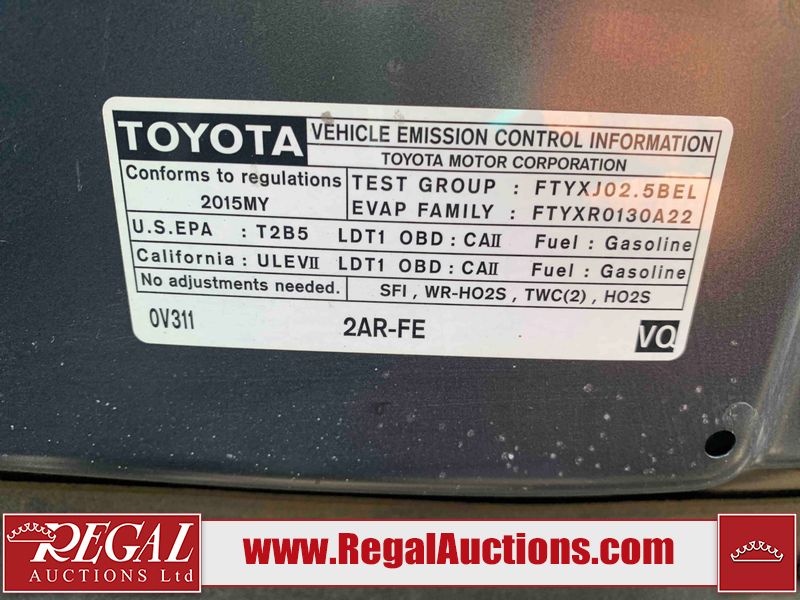 TOYOTA
VEHICLE EMISSION CONTROL INFORMATION
TOYOTA MOTOR CORPORATION
Conforms to regulations
2015MY
TEST GROUP : FTYXJ02.5BEL
EVAP FAMILY : FTYXR0130A22
U.S.EPA : T2B5 LDT1 OBD : CAII Fuel : Gasoline
California : ULEVII LDT1 OBD : CAII Fuel : Gasoline
No adjustments needed.
SFI , WR-HO2S , TWC(2) , HO2S
0V311
2AR-FE
VQ
REGAL
AUCTIONS Ltd
www.RegalAuctions.com